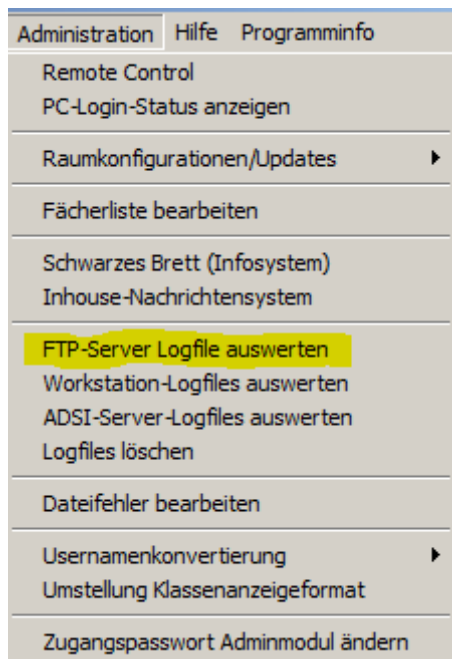 Administration Hilfe Programminfo
Remote Control
PC-Login-Status anzeigen
Raumkonfigurationen/Updates
Fächerliste bearbeiten
Schwarzes Brett (Infosystem)
Inhouse-Nachrichtensystem
FTP-Server Logfile auswerten
Workstation-Logfiles auswerten
ADSI-Server-Logfiles auswerten
Logfiles löschen
Dateifehler bearbeiten
Usernamenkonvertierung
Umstellung Klassenanzeigeformat
Zugangspasswort Adminmodul ändern